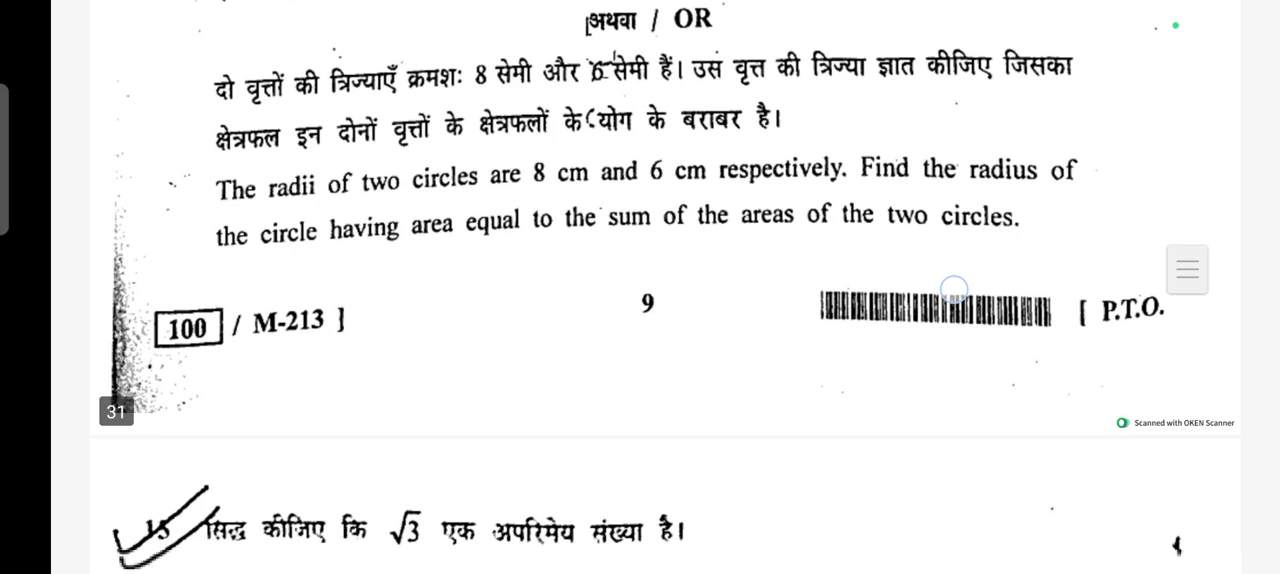 [अथवा / OR
दो वृत्तों की त्रिज्याएँ क्रमशः 8 सेमी और 6 सेमी हैं। उस वृत्त की त्रिज्या ज्ञात कीजिए जिसका
क्षेत्रफल इन दोनों वृत्तों के क्षेत्रफलों के योग के बराबर है।
The radii of two circles are 8 cm and 6 cm respectively. Find the radius of
the circle having area equal to the sum of the areas of the two circles.
100 / M-213 ]
9
[ P.T.O.
31
Scanned with OKEN Scanner
15 सिद्ध कीजिए कि √3 एक अपरिमेय संख्या है।